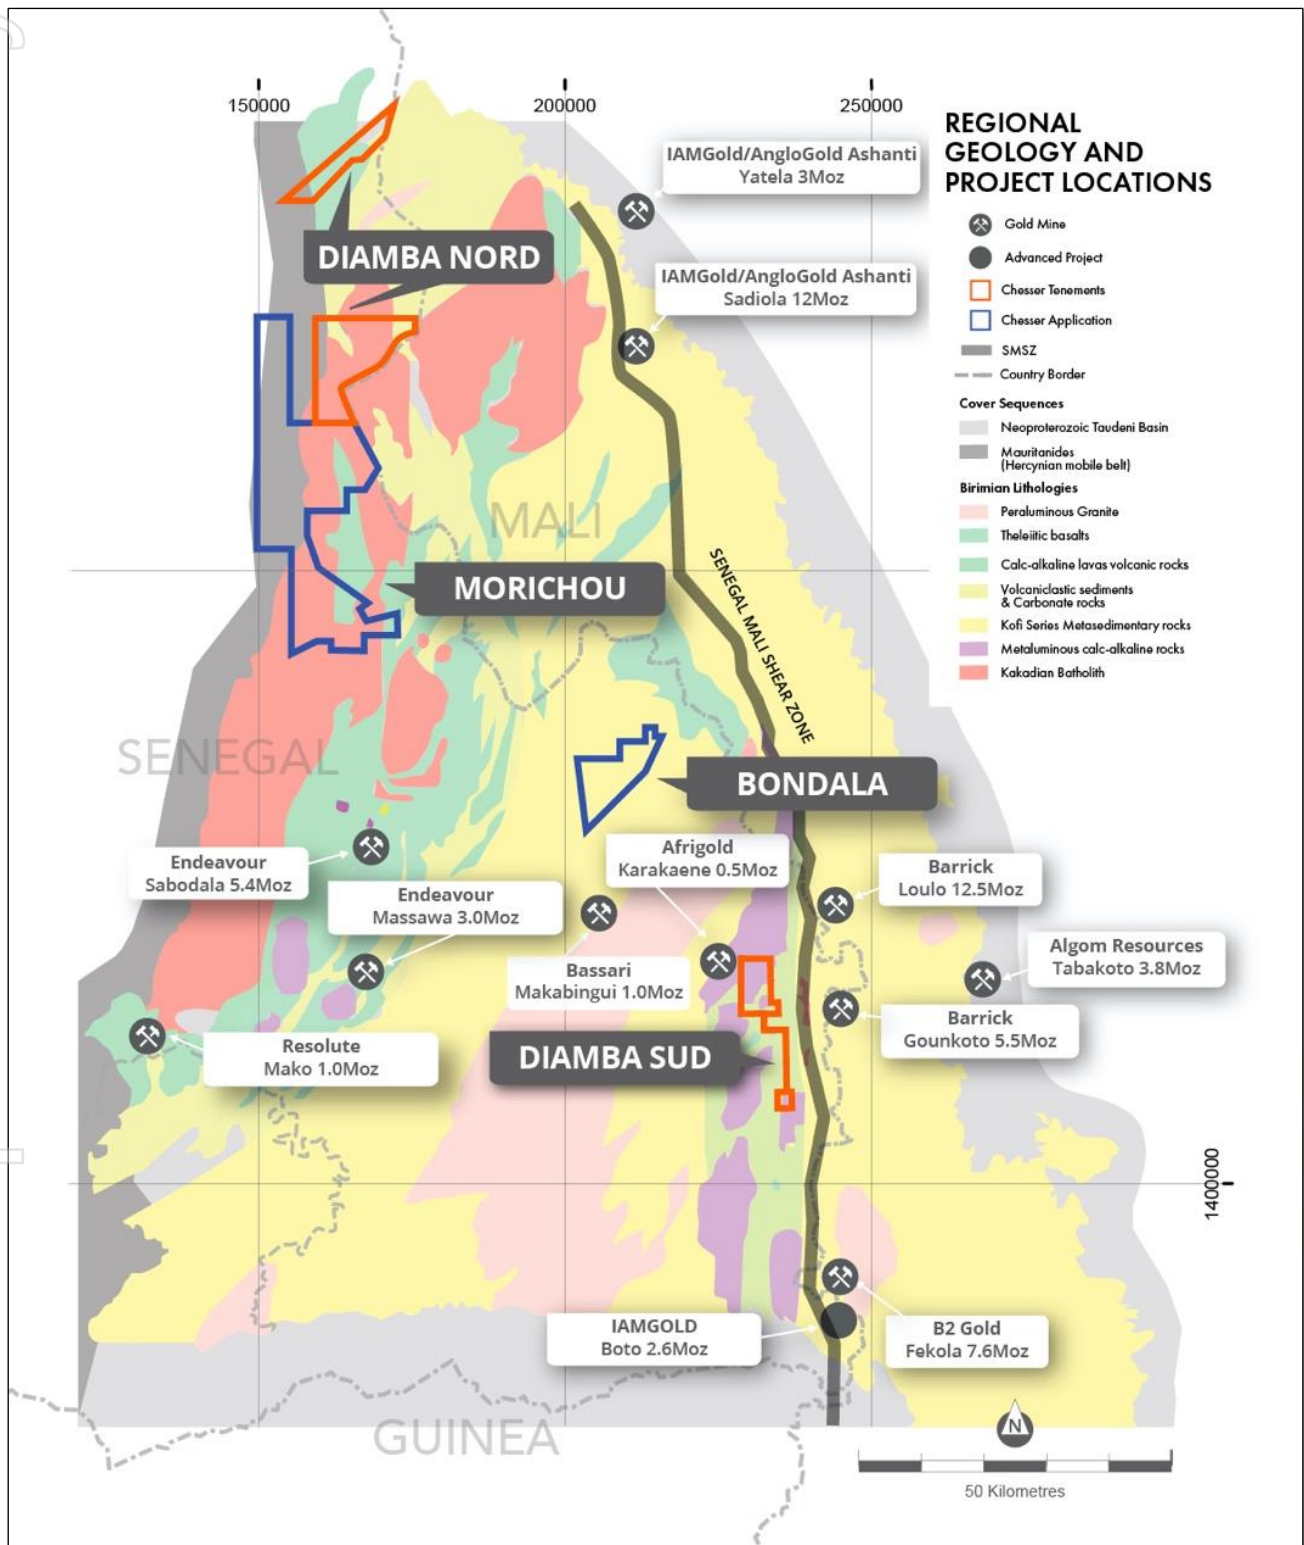 150000
200000
250000
REGIONAL
GEOLOGY AND
PROJECT LOCATIONS
Gold Mine
Advanced Project
Chesser Tenements
Chesser Application
SMSZ
Country Border
Cover Sequences
Neoproterozoic Taudeni Basin
Mauritanides
(Hercynian mobile belt)
Birimian Lithologies
Peraluminous Granite
Theleiitic basalts
Calc-alkaline lavas volcanic rocks
Volcaniclastic sediments
& Carbonate rocks
Kofi Series Metasedimentary rocks
Metaluminous calc-alkaline rocks
Kakadian Batholith
IAMGold/AngloGold Ashanti
Yatela 3Moz
DIAMBA NORD
IAMGold/AngloGold Ashanti
Sadiola 12Moz
MALI
MORICHOU
SENEGAL MALI SHEAR ZONE
SENEGAL
BONDALA
Endeavour
Sabodala 5.4Moz
Afrigold
Karakaene 0.5Moz
Barrick
Loulo 12.5Moz
Endeavour
Massawa 3.0Moz
Algom Resources
Tabakoto 3.8Moz
Bassari
Makabingui 1.0Moz
Barrick
Gounkoto 5.5Moz
Resolute
Mako 1.0Moz
DIAMBA SUD
1400000
IAMGOLD
Boto 2.6Moz
B2 Gold
Fekola 7.6Moz
GUINEA
N
50 Kilometres